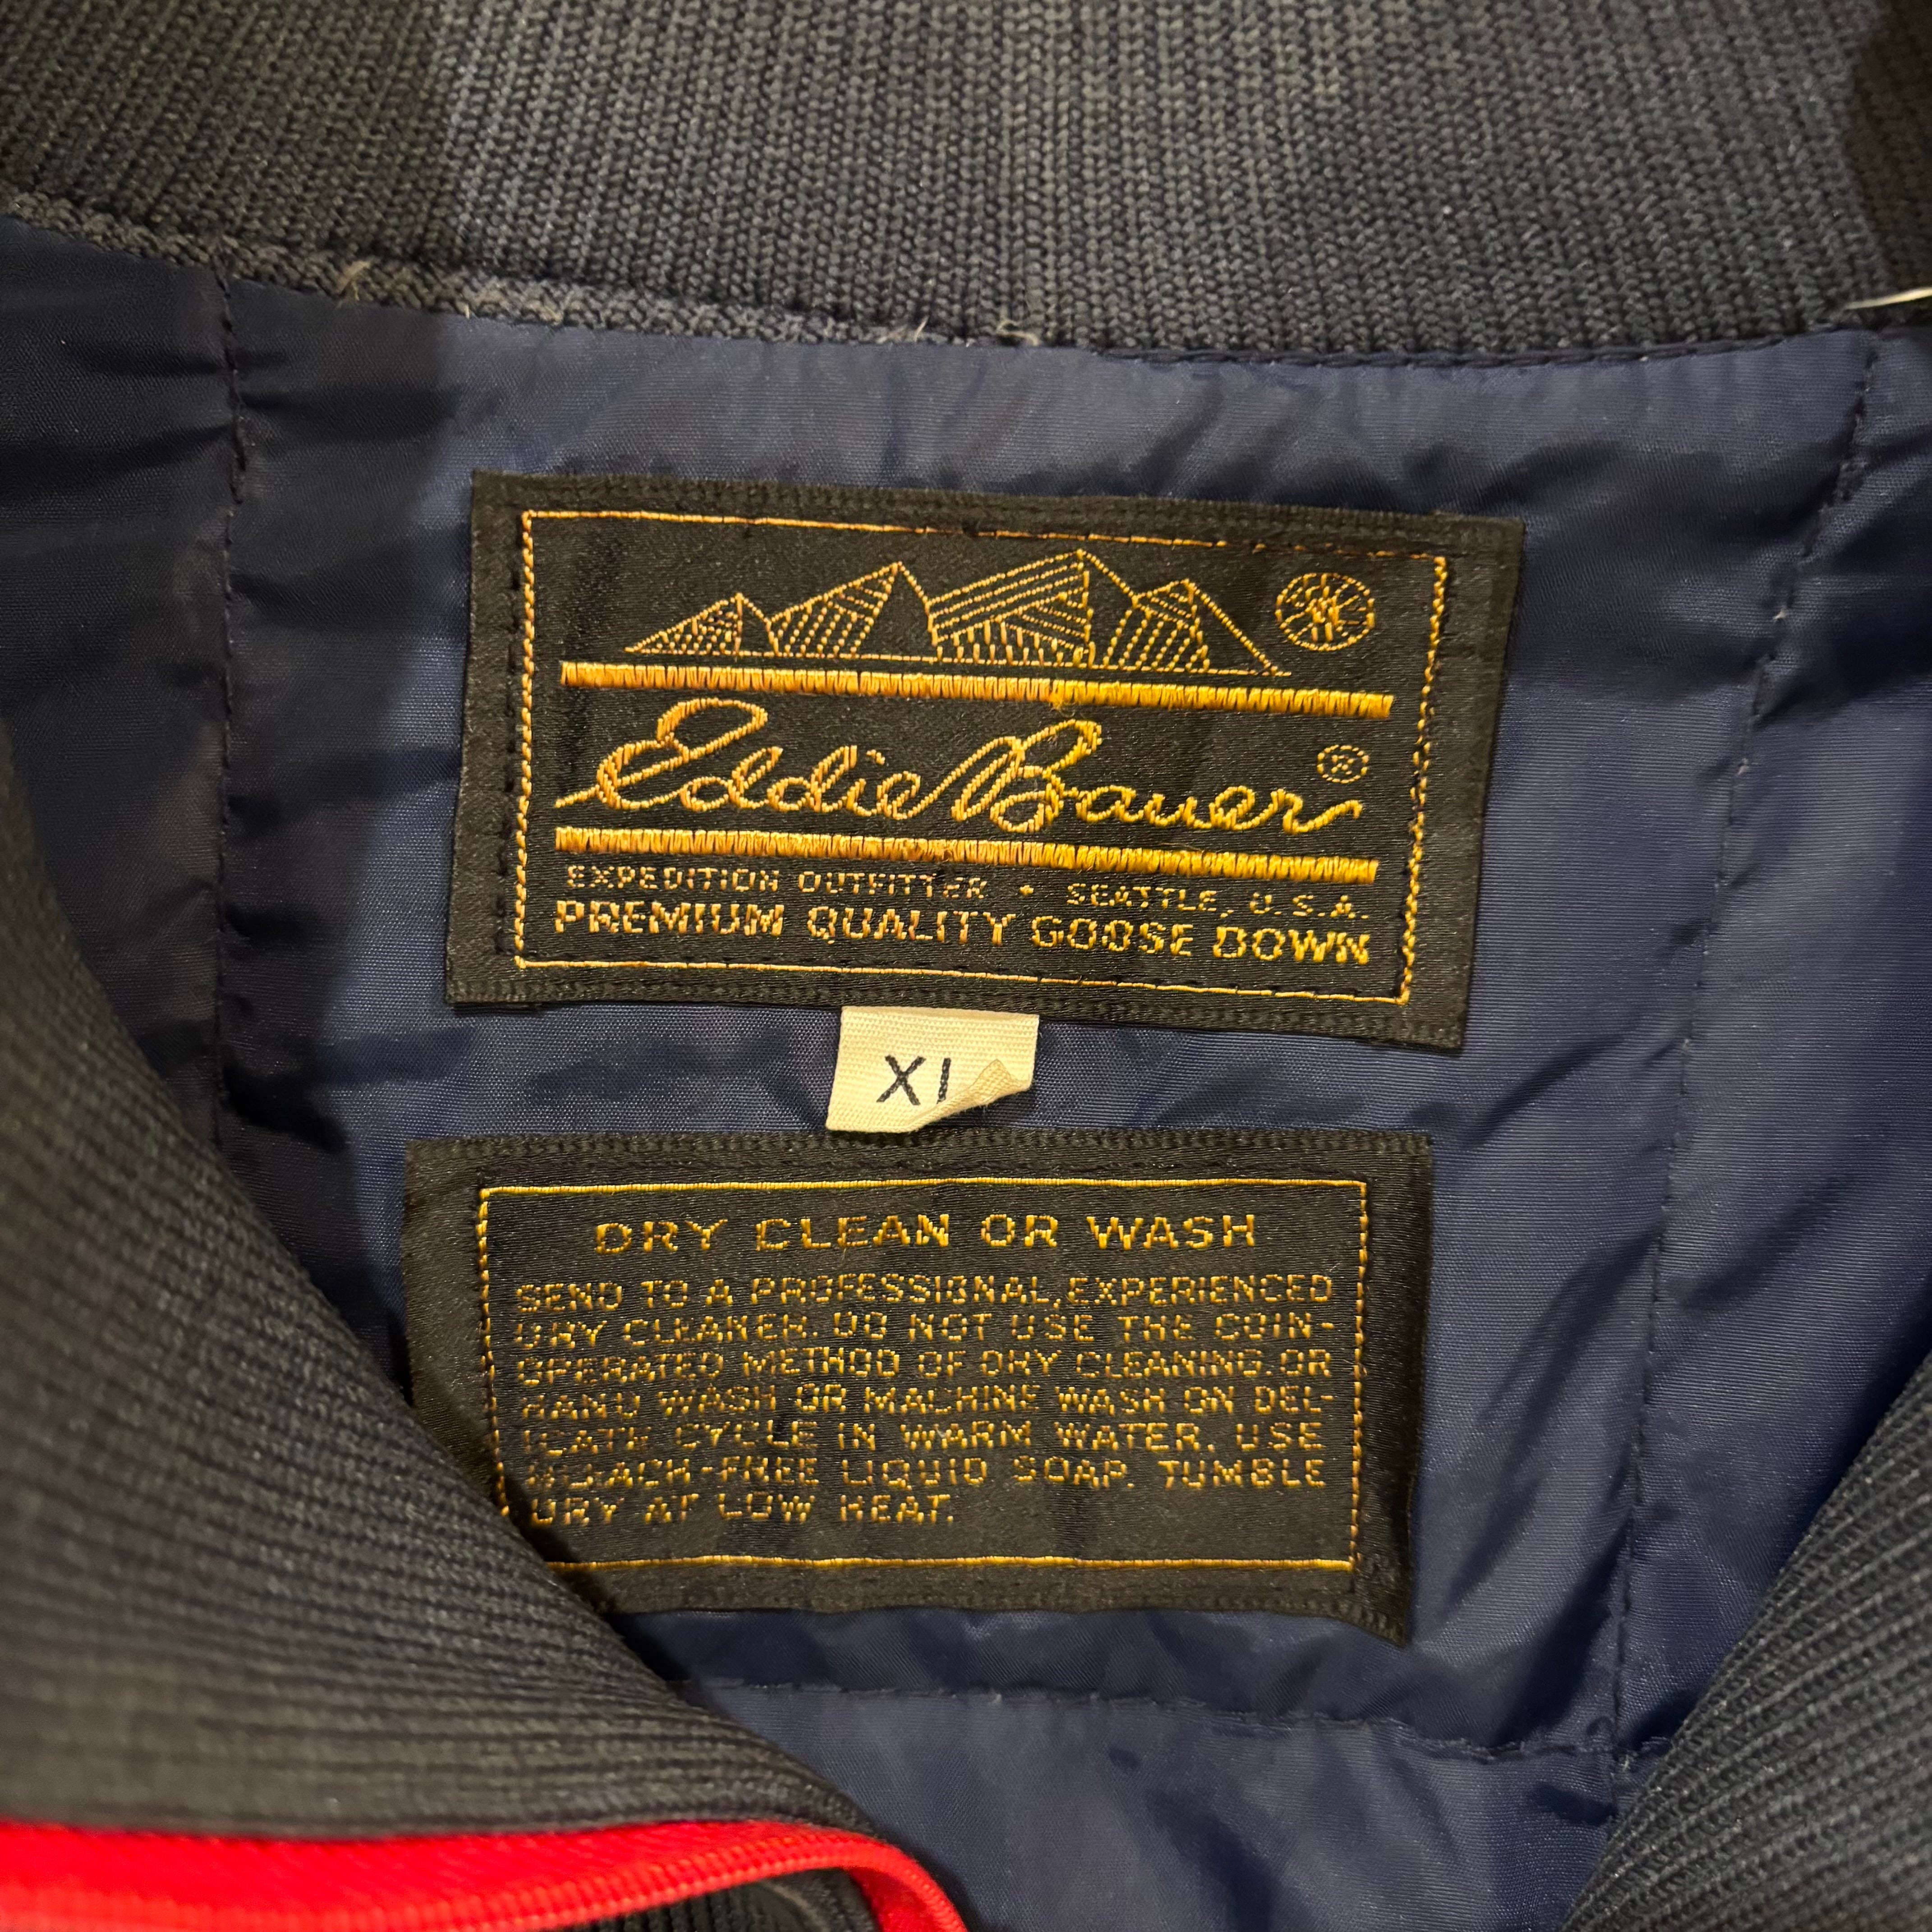 Eddie Bauer ®
EXPEDITION OUTFITTER • SEATTLE, U.S.A.
PREMIUM QUALITY GOOSE DOWN
XL
DRY CLEAN OR WASH
SEND TO A PROFESSIONAL, EXPERIENCED
DRY CLEANER. DO NOT USE THE COIN-
OPERATED METHOD OF DRY CLEANING. OR
HAND WASH OR MACHINE WASH ON DEL-
ICATE CYCLE IN WARM WATER. USE
BLEACH-FREE LIQUID SOAP. TUMBLE
DRY AT LOW HEAT.